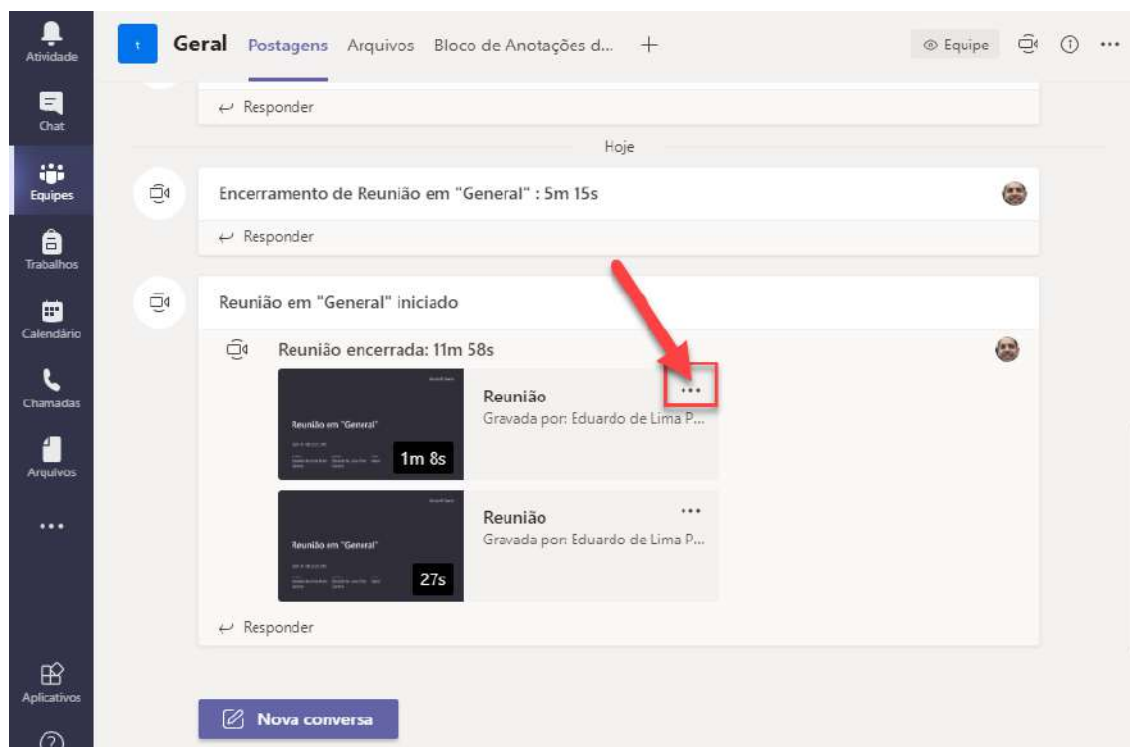 Atividade
Chat
Equipes
Trabalhos
Calendário
Chamadas
Arquivos
Aplicativos
t
Geral Postagens Arquivos Bloco de Anotações d... Equipe
Responder
Hoje
Encerramento de Reunião em "General" : 5m 15s
Responder
Reunião em "General" iniciado
Reunião encerrada: 11m 58s
Reunião em "General"
1m 8s
Reunião
Gravada por: Eduardo de Lima P...
Reunião em "General"
27s
Reunião
Gravada por: Eduardo de Lima P...
Responder
Nova conversa